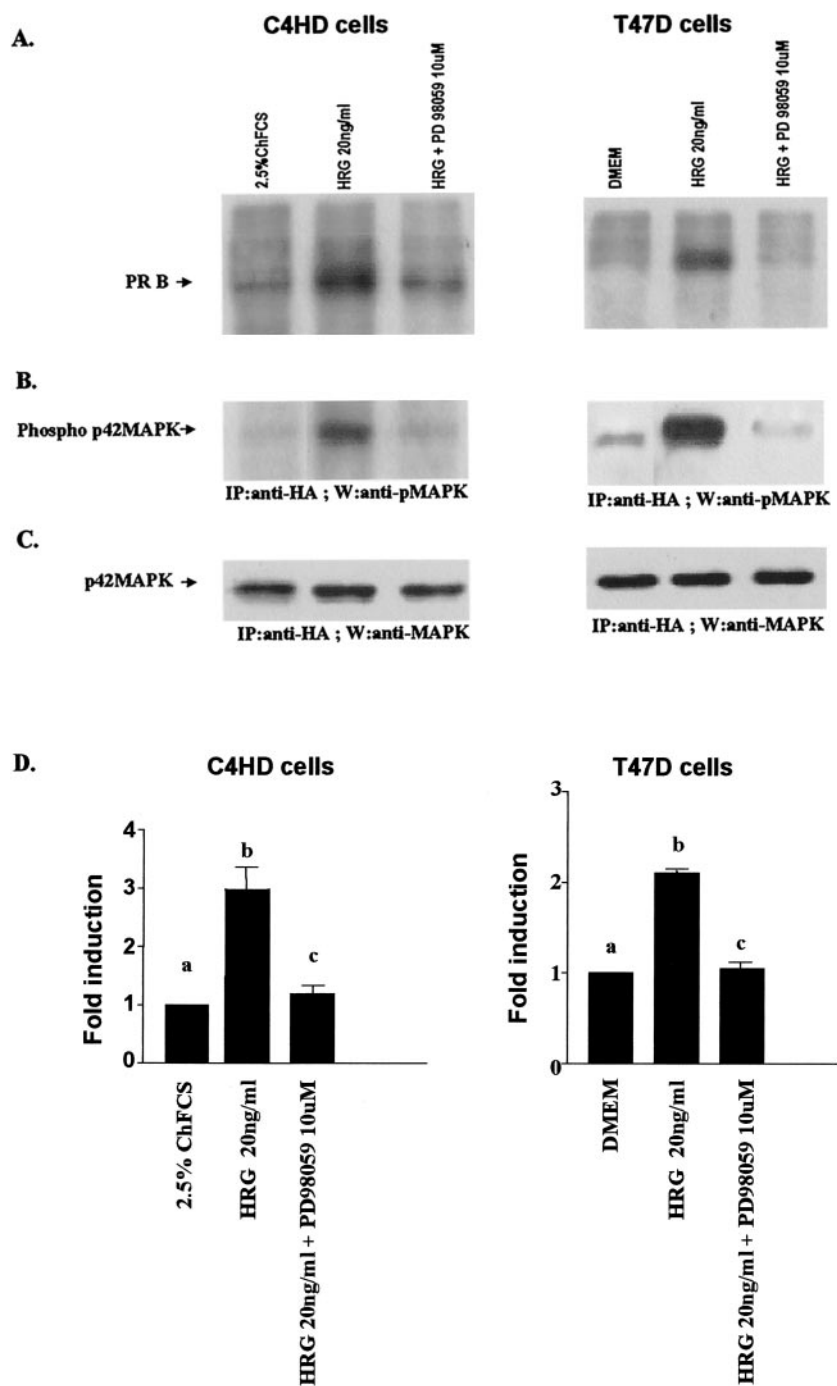 A.
C4HD cells
T47D cells
2.5%ChFCS
HRG 20ng/ml
HRG + PD 98059 10uM
DMEM
HRG 20ng/ml
HRG + PD 98059 10uM
PR B
B.
Phospho p42MAPK
IP:anti-HA ; W:anti-pMAPK
IP:anti-HA ; W:anti-pMAPK
C.
p42MAPK
IP:anti-HA ; W:anti-MAPK
IP:anti-HA ; W:anti-MAPK
D.
C4HD cells
Fold induction
4
3
2
1
0
a
b
c
2.5% ChFCS
HRG 20ng/ml
HRG 20ng/ml + PD98059 10uM
T47D cells
Fold induction
3
2
1
0
a
b
c
DMEM
HRG 20ng/ml
HRG 20ng/ml + PD98059 10uM